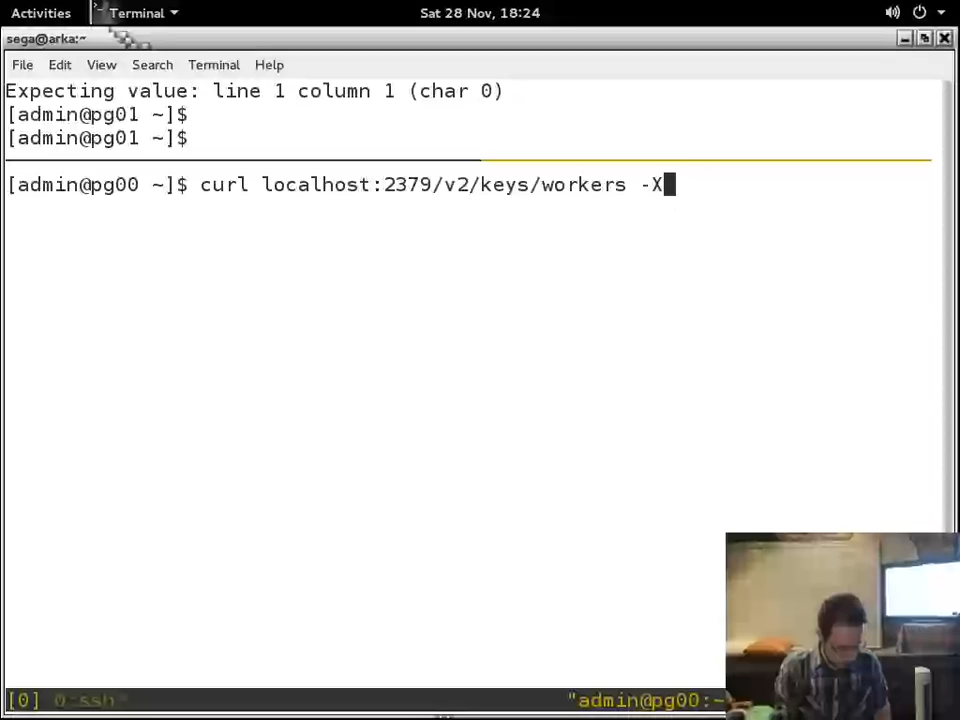 Activities Terminal Sat 28 Nov, 18:24
sega@arka:~
File Edit View Search Terminal Help
Expecting value: line 1 column 1 (char 0)
[admin@pg01 ~]$
[admin@pg01 ~]$
[admin@pg00 ~]$ curl localhost:2379/v2/keys/workers -X
[0] 0:ssh* "admin@pg00:~